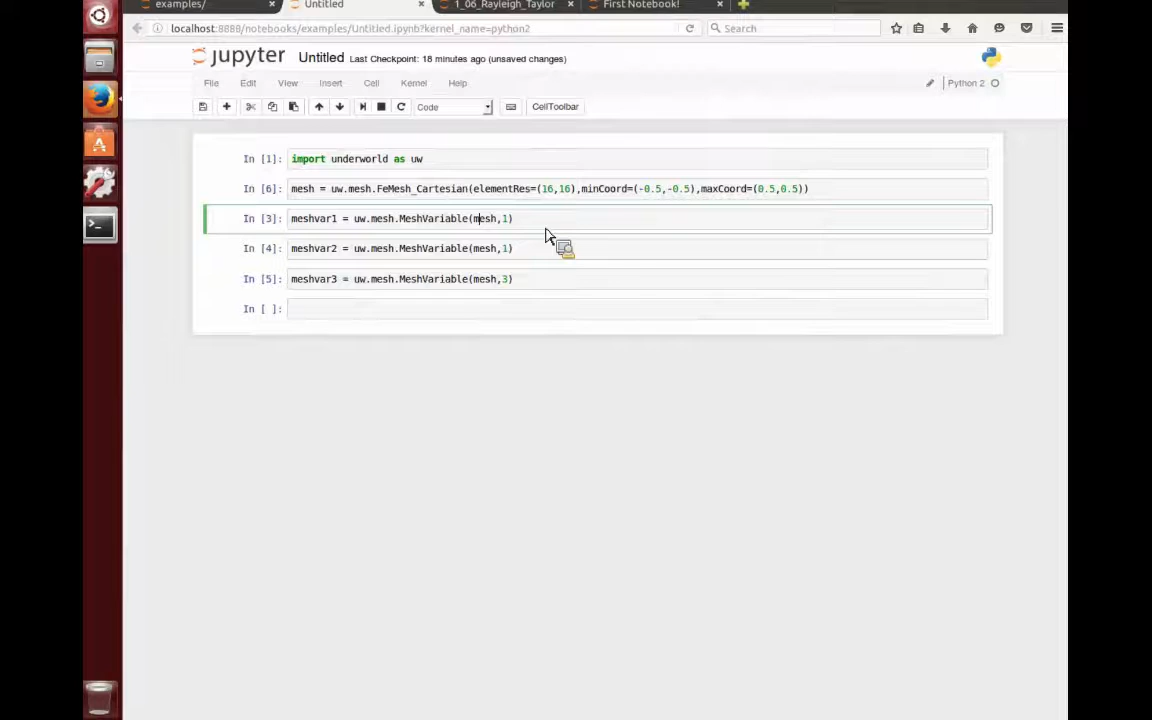 examples/ × Untitled × 1_06_Rayleigh_Taylor × First Notebook! ×
localhost:8889/notebooks/examples/Untitled.ipynb?kernel_name=python2 Search
jupyter Untitled Last Checkpoint: 18 minutes ago (unsaved changes)
File Edit View Insert Cell Kernel Help Python 2
Code CellToolbar
In [1]: import underworld as uw
In [6]: mesh = uw.mesh.FeMesh_Cartesian(elementRes=(16,16),minCoord=(-0.5,-0.5),maxCoord=(0.5,0.5))
In [3]: meshvar1 = uw.mesh.MeshVariable(mesh,1)
In [4]: meshvar2 = uw.mesh.MeshVariable(mesh,1)
In [5]: meshvar3 = uw.mesh.MeshVariable(mesh,3)
In [ ]: